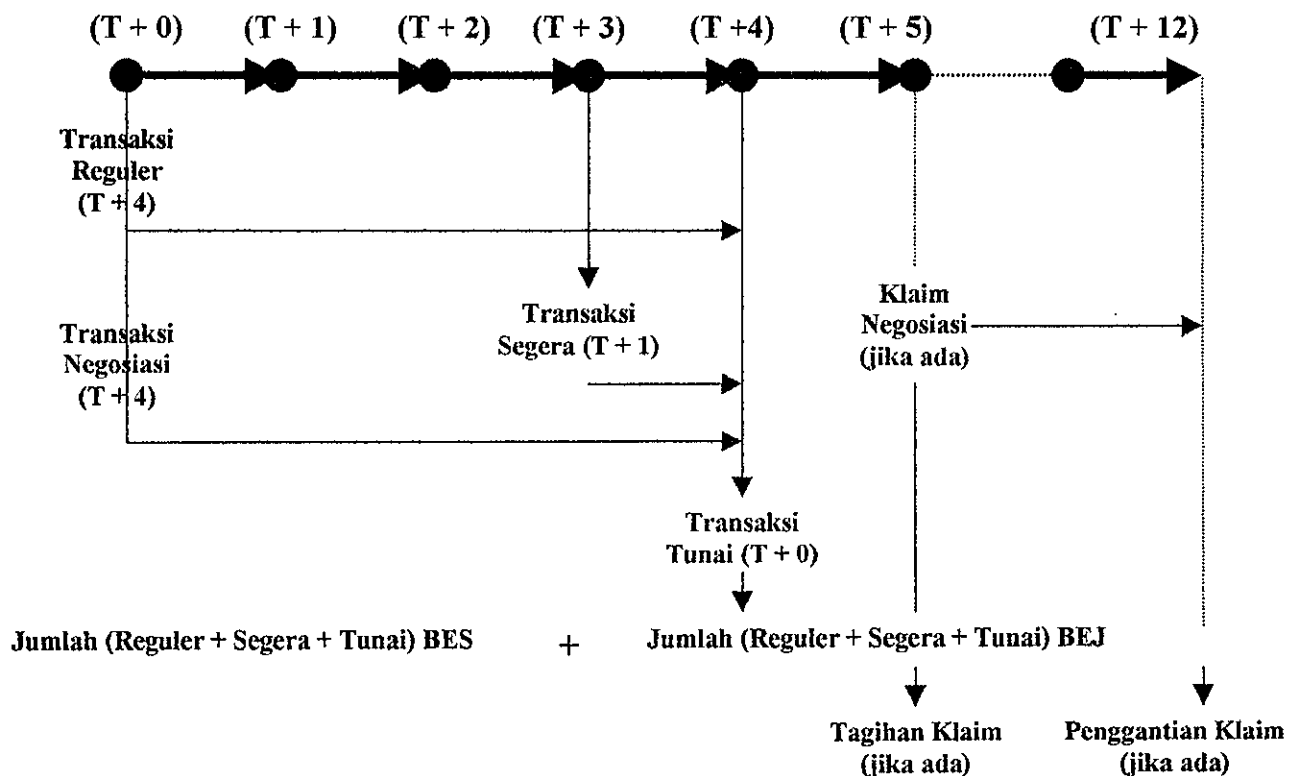 (T + 0) (T + 1) (T + 2) (T + 3) (T +4) (T + 5) (T + 12)
Transaksi
Reguler
(T + 4)
Transaksi
Negosiasi
(T + 4)
Transaksi
Segera (T + 1)
Klaim
Negosiasi
(jika ada)
Transaksi
Tunai (T + 0)
Jumlah (Reguler + Segera + Tunai) BES + Jumlah (Reguler + Segera + Tunai) BEJ
Tagihan Klaim
(jika ada)
Penggantian Klaim
(jika ada)